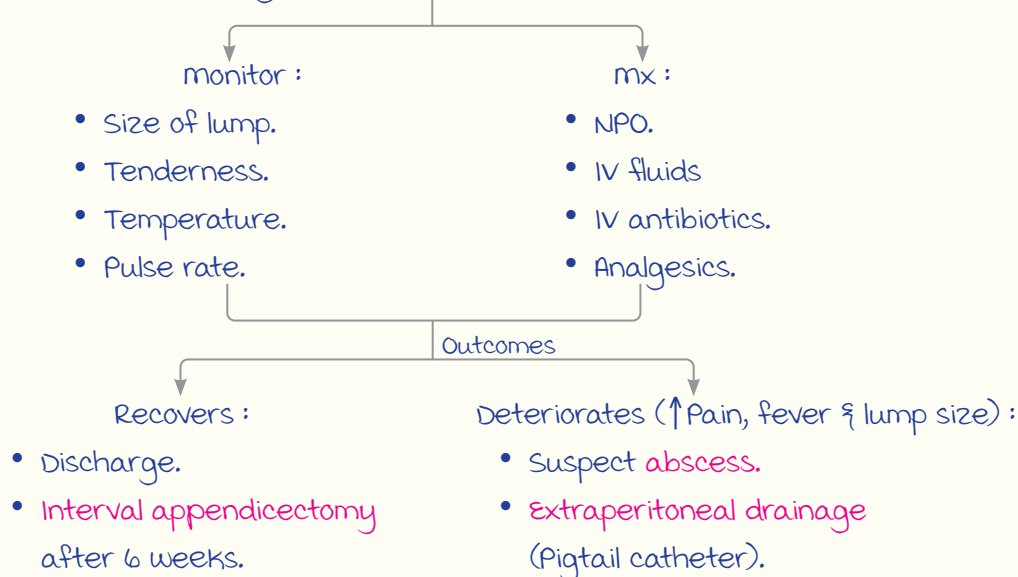 monitor :
• Size of lump.
• Tenderness.
• Temperature.
• Pulse rate.
mx :
• NPO.
• IV fluids
• IV antibiotics.
• Analgesics.
Outcomes
Recovers :
• Discharge.
• Interval appendicectomy
after 6 weeks.
Deteriorates (↑Pain, fever & lump size) :
• Suspect abscess.
• Extraperitoneal drainage
(Pigtail catheter).